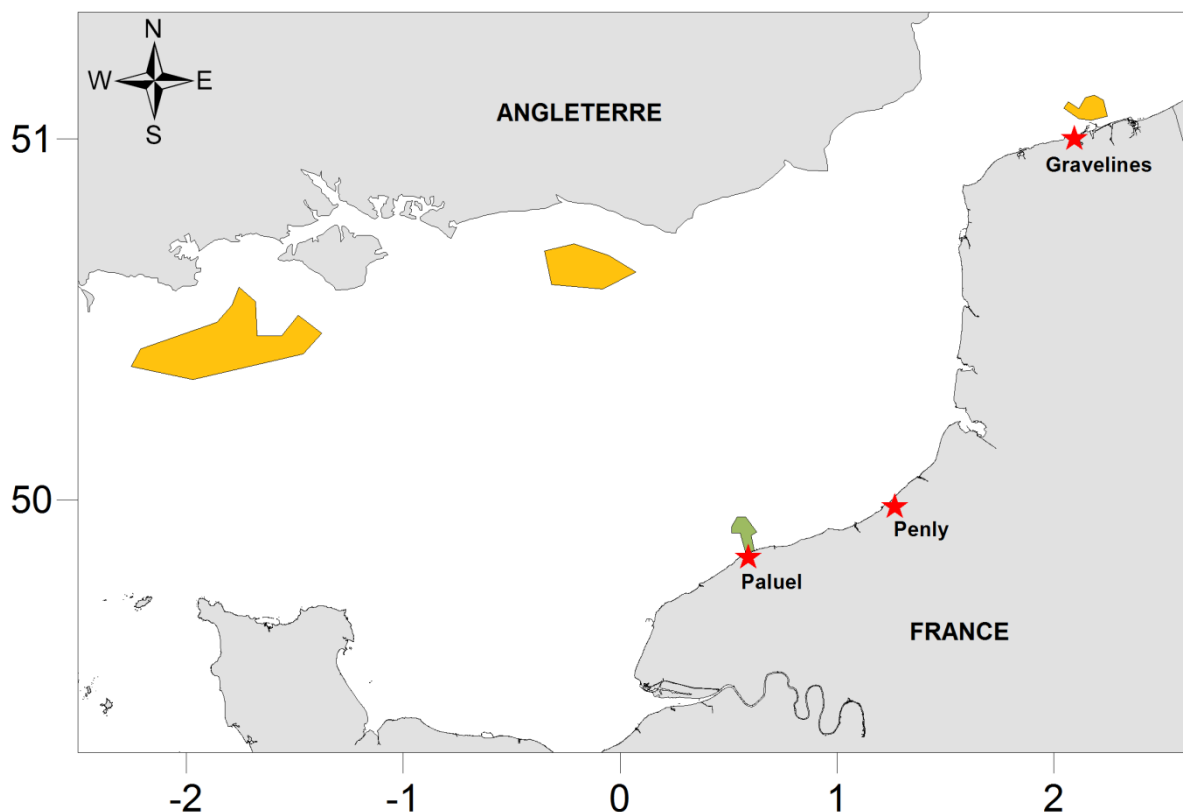 N
W E
S
ANGLETERRE
51
Gravelines
50
Penly
Paluel
FRANCE
-2 -1 0 1 2